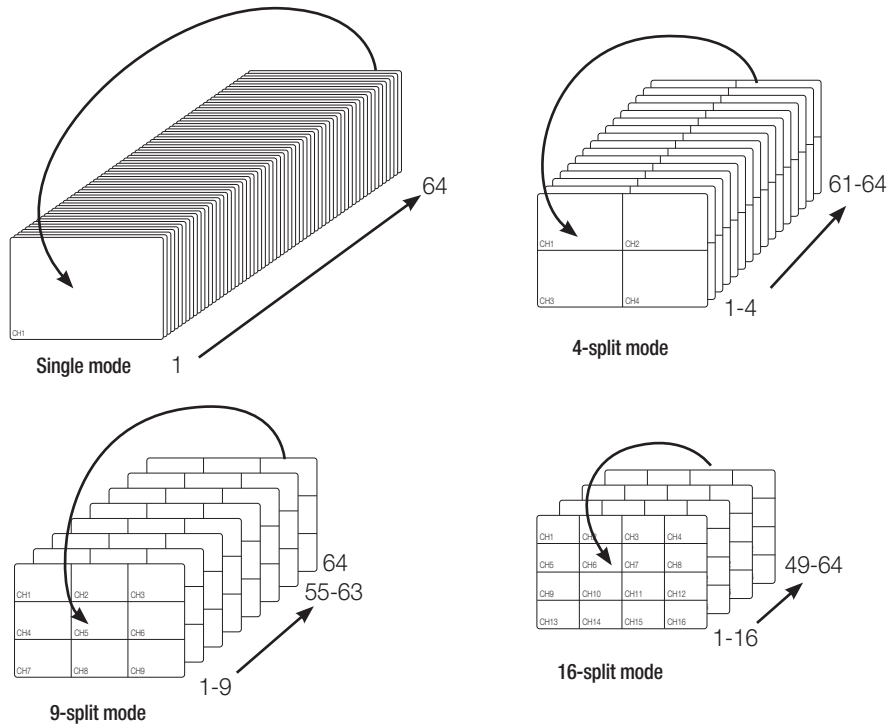 64
CH1
Single mode 1
61-64
CH1 CH2
CH3 CH4
1-4
4-split mode
64
55-63
CH1 CH2 CH3
CH4 CH5 CH6
CH7 CH8 CH9
1-9
9-split mode
49-64
CH1 CH2 CH3 CH4
CH5 CH6 CH7 CH8
CH9 CH10 CH11 CH12
CH13 CH14 CH15 CH16
1-16
16-split mode